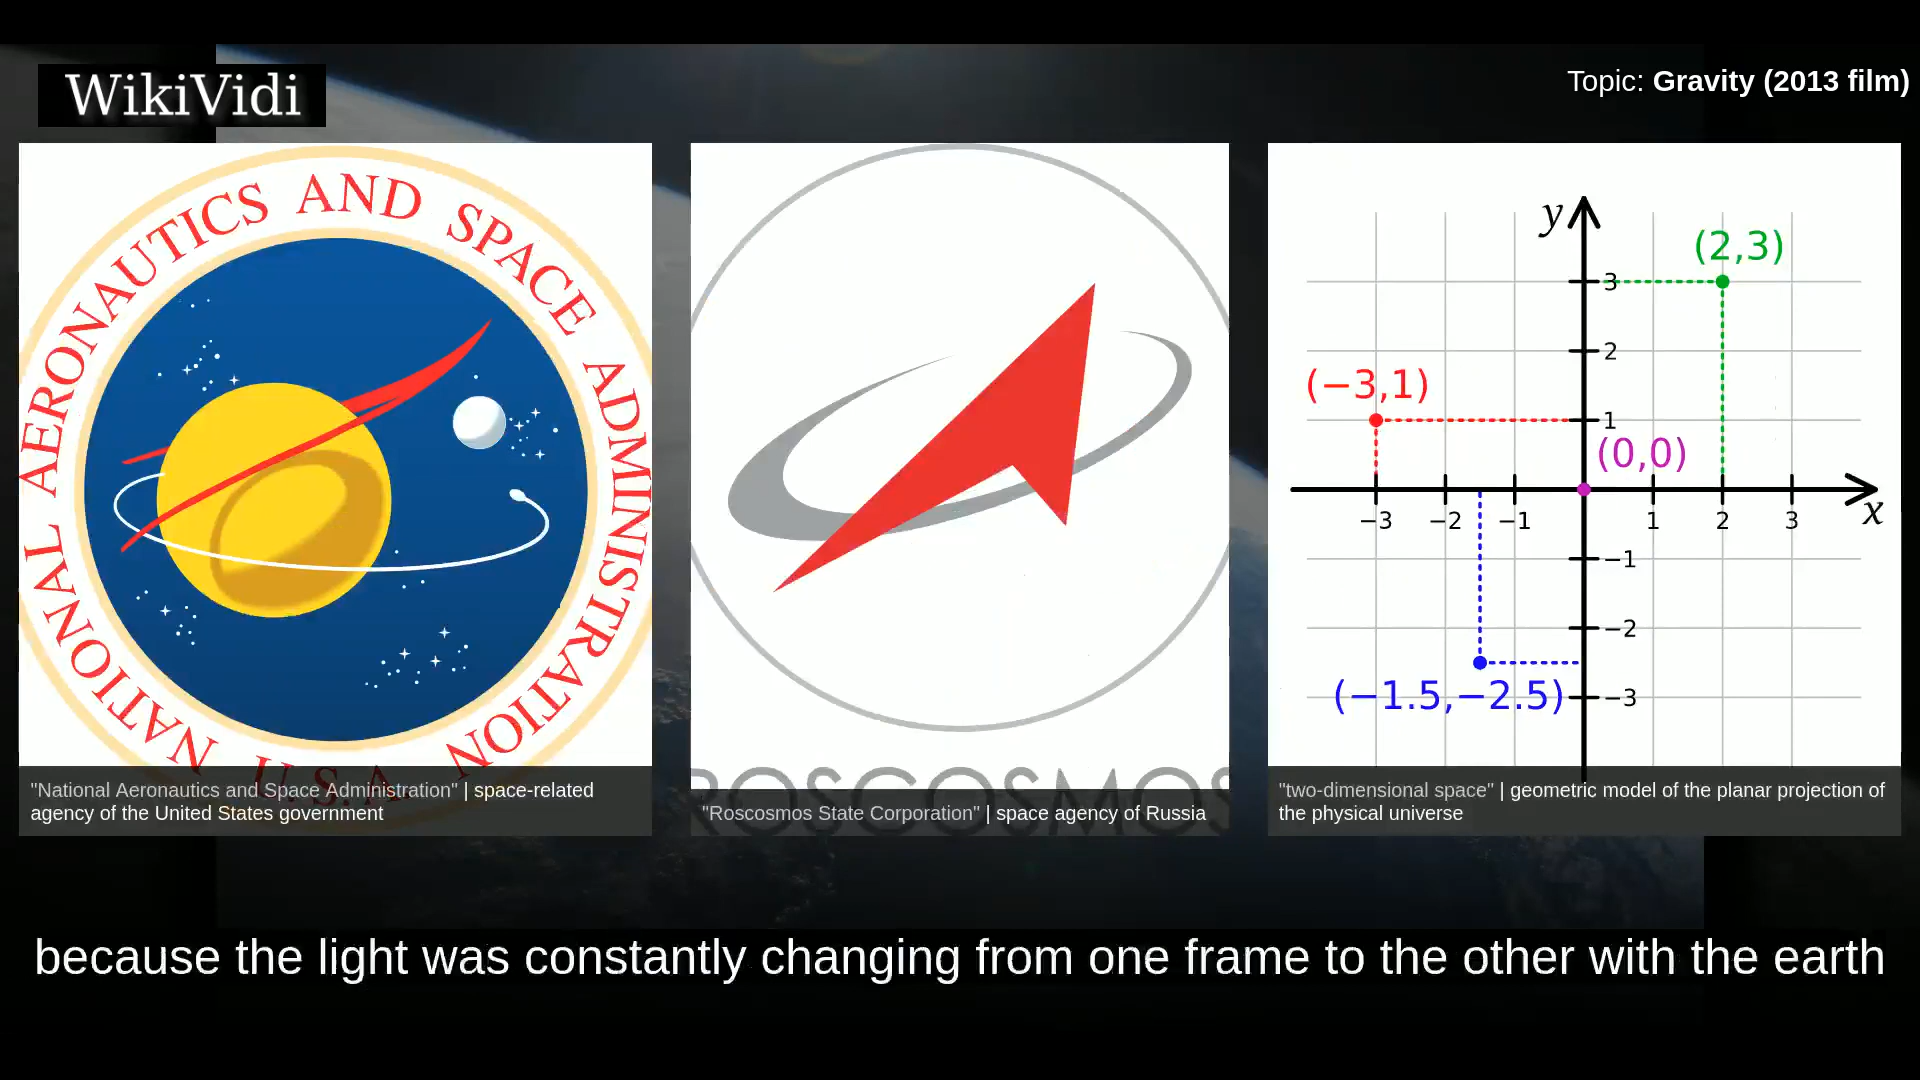 WikiVidi
Topic: Gravity (2013 film)
NATIONAL AERONAUTICS AND SPACE ADMINISTRATION
U.S.A.
"National Aeronautics and Space Administration" | space-related
agency of the United States government
ROSCOSMOS
"Roscosmos State Corporation" | space agency of Russia
y
(2,3)
3
2
(−3,1)
1
(0,0)
−3 −2 −1 1 2 3
x
−1
−2
(−1.5,−2.5)
−3
"two-dimensional space" | geometric model of the planar projection of
the physical universe
because the light was constantly changing from one frame to the other with the earth